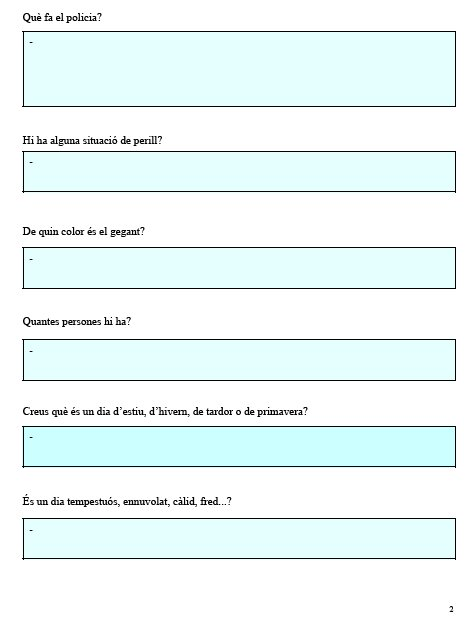 Què fa el policia?
-
Hi ha alguna situació de perill?
-
De quin color és el gegant?
-
Quantes persones hi ha?
-
Creus què és un dia d’estiu, d’hivern, de tardor o de primavera?
-
És un dia tempestuós, ennuvolat, càlid, fred...?
-
2